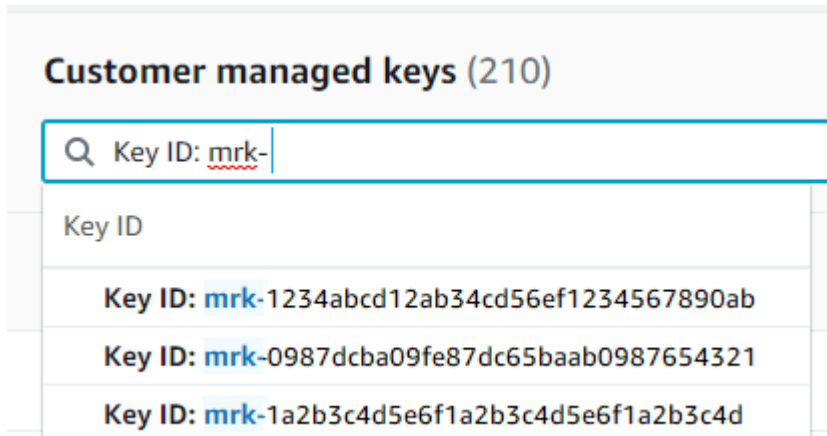 Customer managed keys (210)
Key ID: mrk-
Key ID
Key ID: mrk-1234abcd12ab34cd56ef1234567890ab
Key ID: mrk-0987dcba09fe87dc65baab0987654321
Key ID: mrk-1a2b3c4d5e6f1a2b3c4d5e6f1a2b3c4d